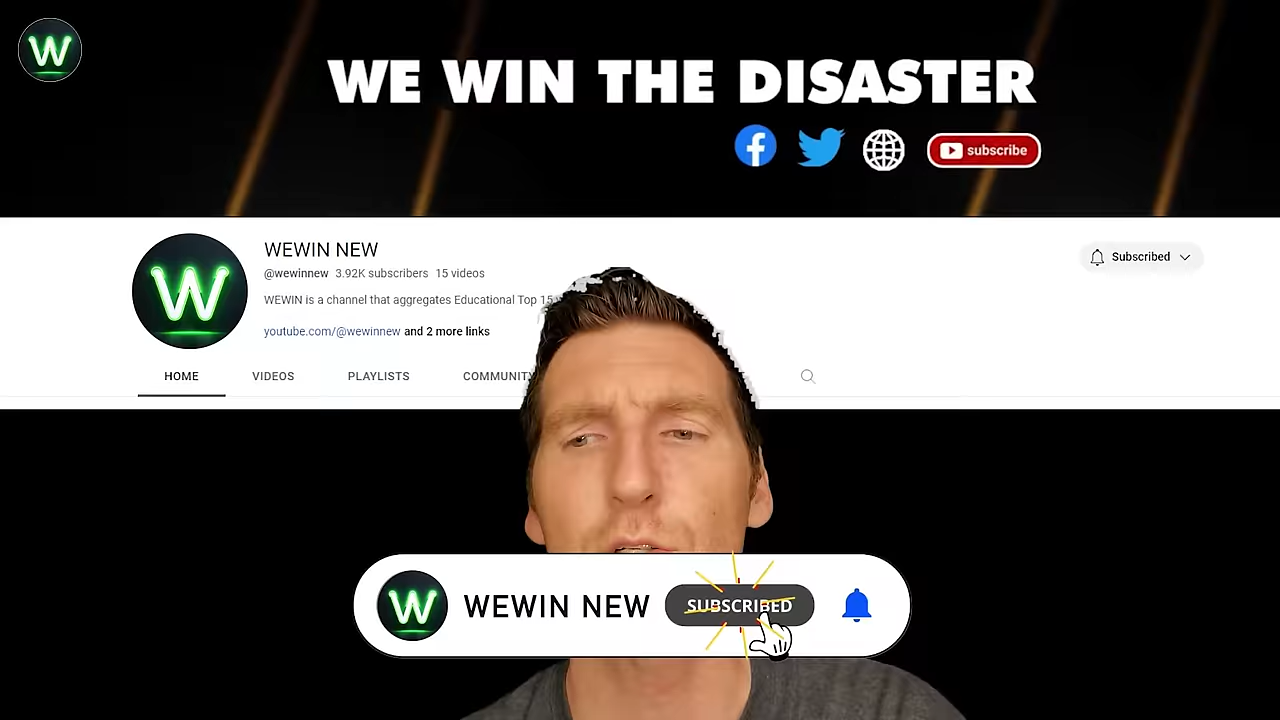 W
WE WIN THE DISASTER
subscribe
W
WEWIN NEW
@wewinnew 3.92K subscribers 15 videos
WEWIN is a channel that aggregates Educational Top 15
youtube.com/@wewinnew and 2 more links
Subscribed
HOME VIDEOS PLAYLISTS COMMUNITY
W
WEWIN NEW
SUBSCRIBED